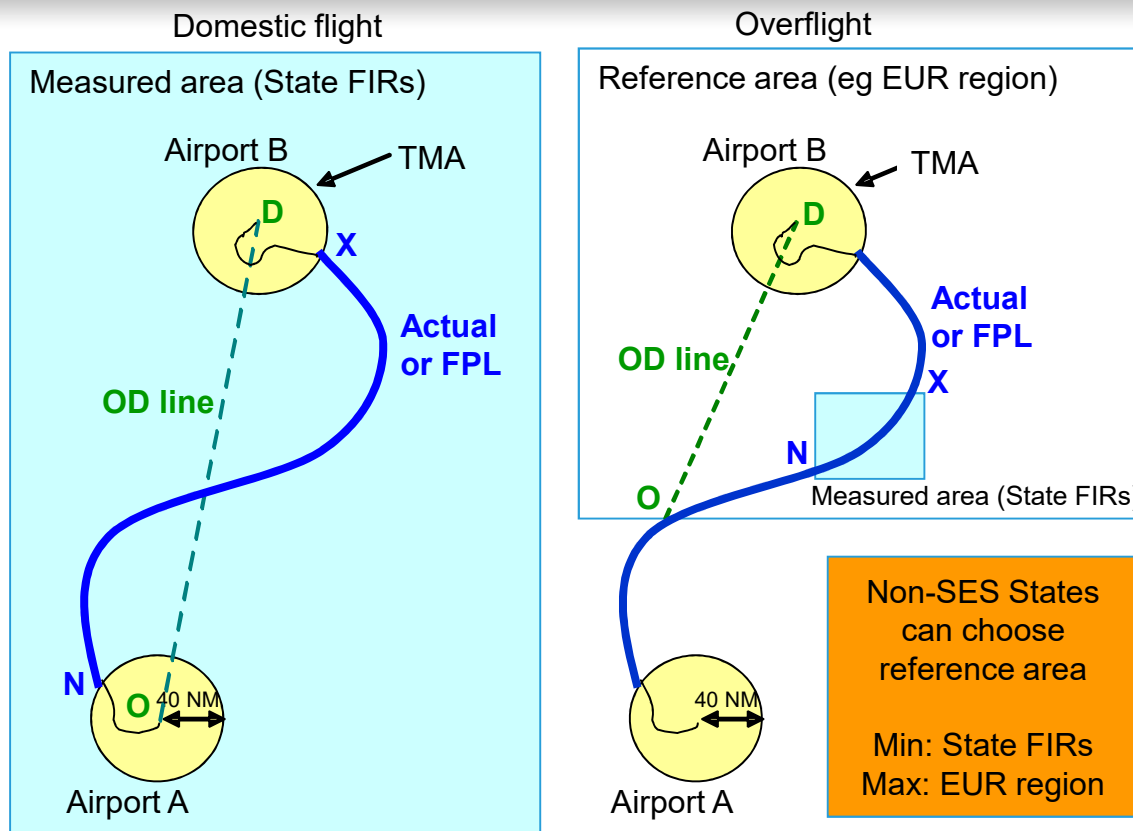 Domestic flight
Measured area (State FIRs)
Airport B
TMA
D
X
Actual
or FPL
OD line
N
O
40 NM
Airport A
Overflight
Reference area (eg EUR region)
Airport B
TMA
D
Actual
or FPL
OD line
X
N
O
Measured area (State FIRs)
40 NM
Airport A
Non-SES States
can choose
reference area
Min: State FIRs
Max: EUR region